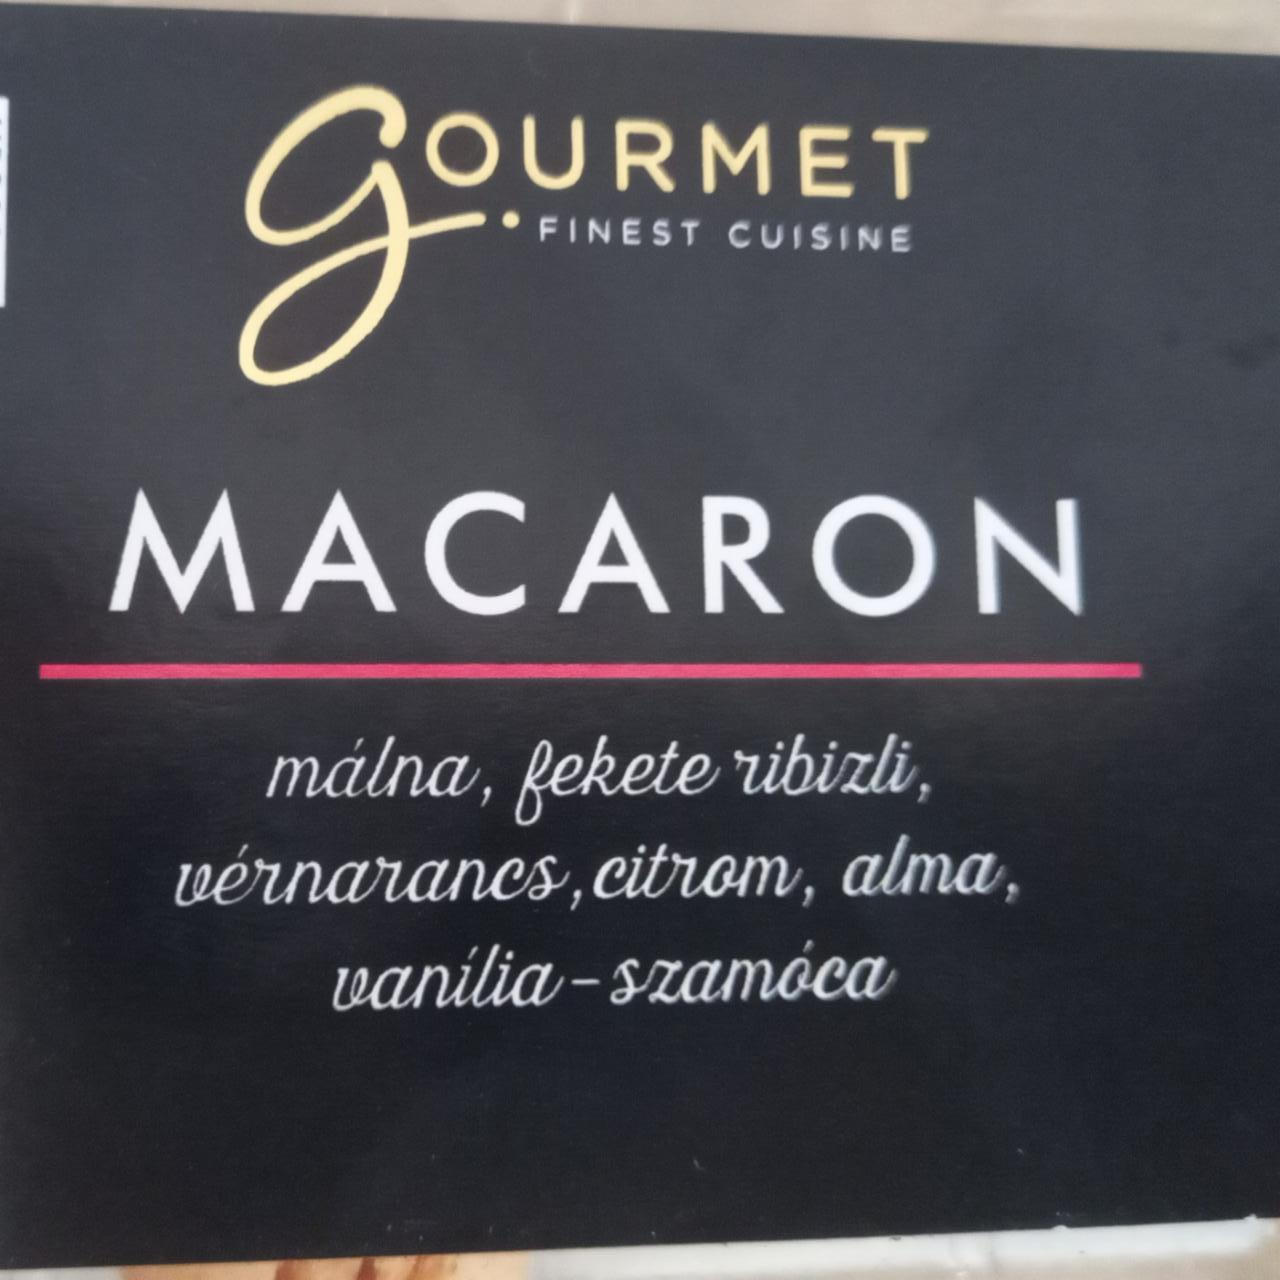 GOURMET
FINEST CUISINE
MACARON
málna, fekete ribizli,
vérnarancs, citrom, alma,
vanília-szamóca